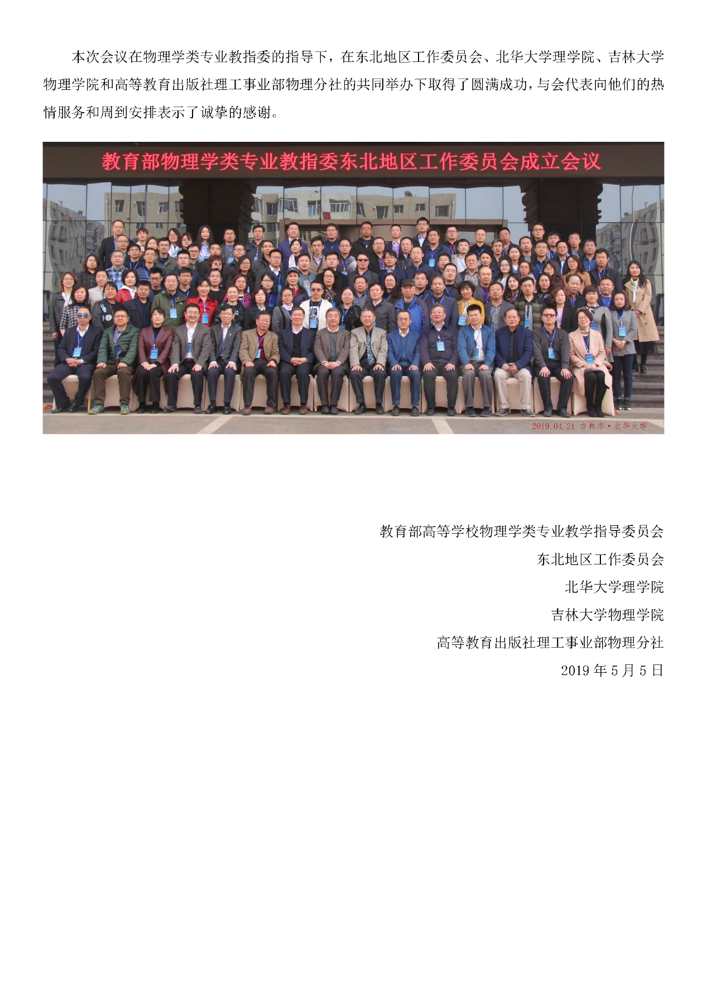 本次会议在物理学类专业教指委的指导下，在东北地区工作委员会、北华大学理学院、吉林大学
物理学院和高等教育出版社理工事业部物理分社的共同举办下取得了圆满成功，与会代表向他们的热
情服务和周到安排表示了诚挚的感谢。
教育部物理学类专业教指委东北地区工作委员会成立会议
2019.04.21 吉林市·北华大学
教育部高等学校物理学类专业教学指导委员会
东北地区工作委员会
北华大学理学院
吉林大学物理学院
高等教育出版社理工事业部物理分社
2019 年 5 月 5 日